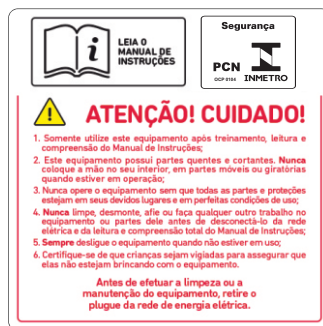 LEIA O
MANUAL DE
INSTRUÇÕES
Segurança
PCN
OCP 0104
INMETRO
ATENÇÃO! CUIDADO!
1. Somente utilize este equipamento após treinamento, leitura e
compreensão do Manual de Instruções;
2. Este equipamento possui partes quentes e cortantes. Nunca
coloque a mão no seu interior, em partes móveis ou giratórias
quando estiver em operação;
3. Nunca opere o equipamento sem que todas as partes e proteções
estejam em seus devidos lugares e em perfeitas condições de uso;
4. Nunca limpe, desmonte, afie ou faça qualquer outro trabalho no
equipamento ou partes dele antes de desconectá-lo da rede
elétrica e da leitura e compreensão total do Manual de Instruções;
5. Sempre desligue o equipamento quando não estiver em uso;
6. Certifique-se de que crianças sejam vigiadas para assegurar que
elas não estejam brincando com o equipamento.
Antes de efetuar a limpeza ou a
manutenção do equipamento, retire o
plugue da rede de energia elétrica.